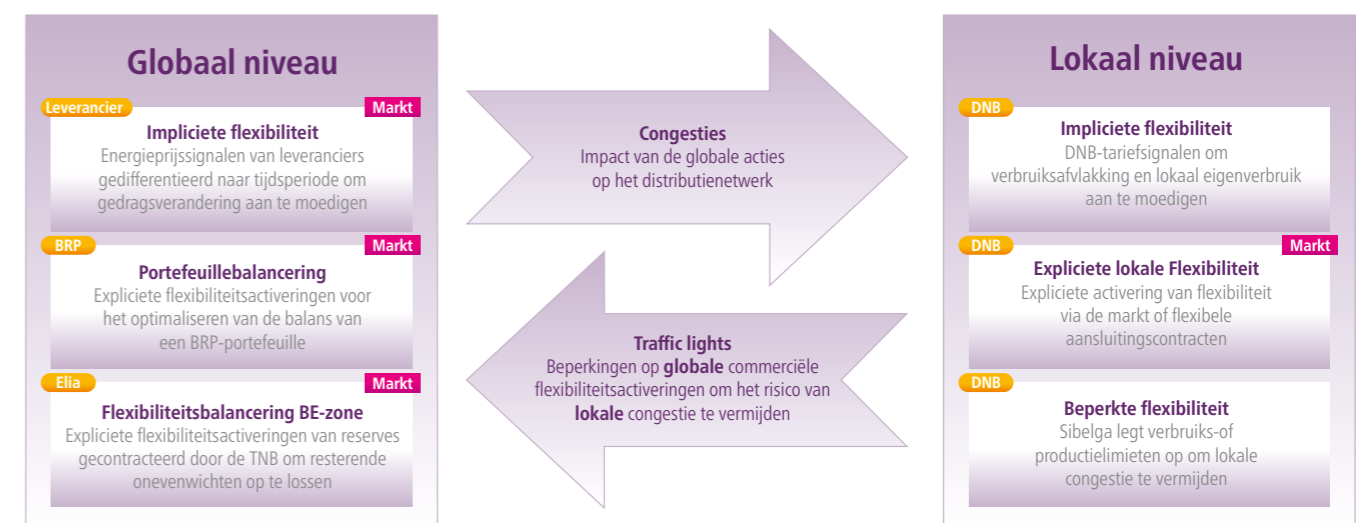 Globaal niveau
Leverancier
Markt
Impliciete flexibiliteit
Energieprijssignalen van leveranciers
gedifferentieerd naar tijdsperiode om
gedragsverandering aan te moedigen
BRP
Markt
Portefeuillebalancering
Expliciete flexibiliteitsactiveringen voor
het optimaliseren van de balans van
een BRP-portefeuille
Elia
Markt
Flexibiliteitsbalancering BE-zone
Expliciete flexibiliteitsactiveringen van reserves
gecontracteerd door de TNB om resterende
onevenwichten op te lossen
Congesties
Impact van de globale acties
op het distributienetwerk
Traffic lights
Beperkingen op globale commerciële
flexibiliteitsactiveringen om het risico van
lokale congestie te vermijden
Lokaal niveau
DNB
Impliciete flexibiliteit
DNB-tariefsignalen om
verbruiksafvlakking en lokaal eigenverbruik
aan te moedigen
DNB
Markt
Expliciete lokale Flexibiliteit
Expliciete activering van flexibiliteit
via de markt of flexibele
aansluitingscontracten
DNB
Beperkte flexibiliteit
Sibelga legt verbruiks-of
productielimieten op om lokale
congestie te vermijden